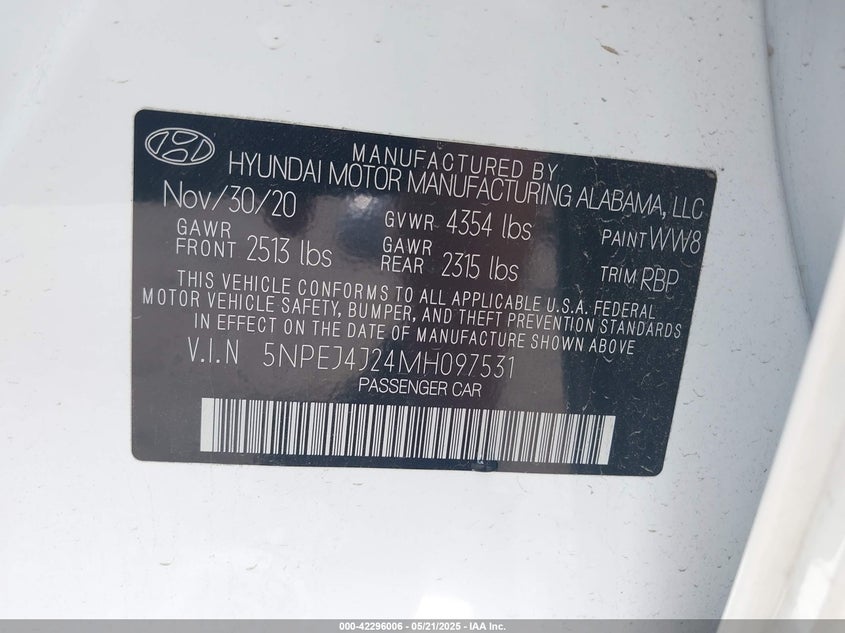 MANUFACTURED BY
HYUNDAI MOTOR MANUFACTURING ALABAMA, LLC
Nov/30/20 GVWR 4354 lbs PAINT WW8
GAWR FRONT 2513 lbs GAWR REAR 2315 lbs TRIM RBP
THIS VEHICLE CONFORMS TO ALL APPLICABLE U.S.A. FEDERAL
MOTOR VEHICLE SAFETY, BUMPER, AND THEFT PREVENTION STANDARDS
IN EFFECT ON THE DATE OF MANUFACTURE SHOWN ABOVE
V.I.N 5NPEJ4J24MH097531
PASSENGER CAR
000-42296006 - 05/21/2025 - IAA Inc.